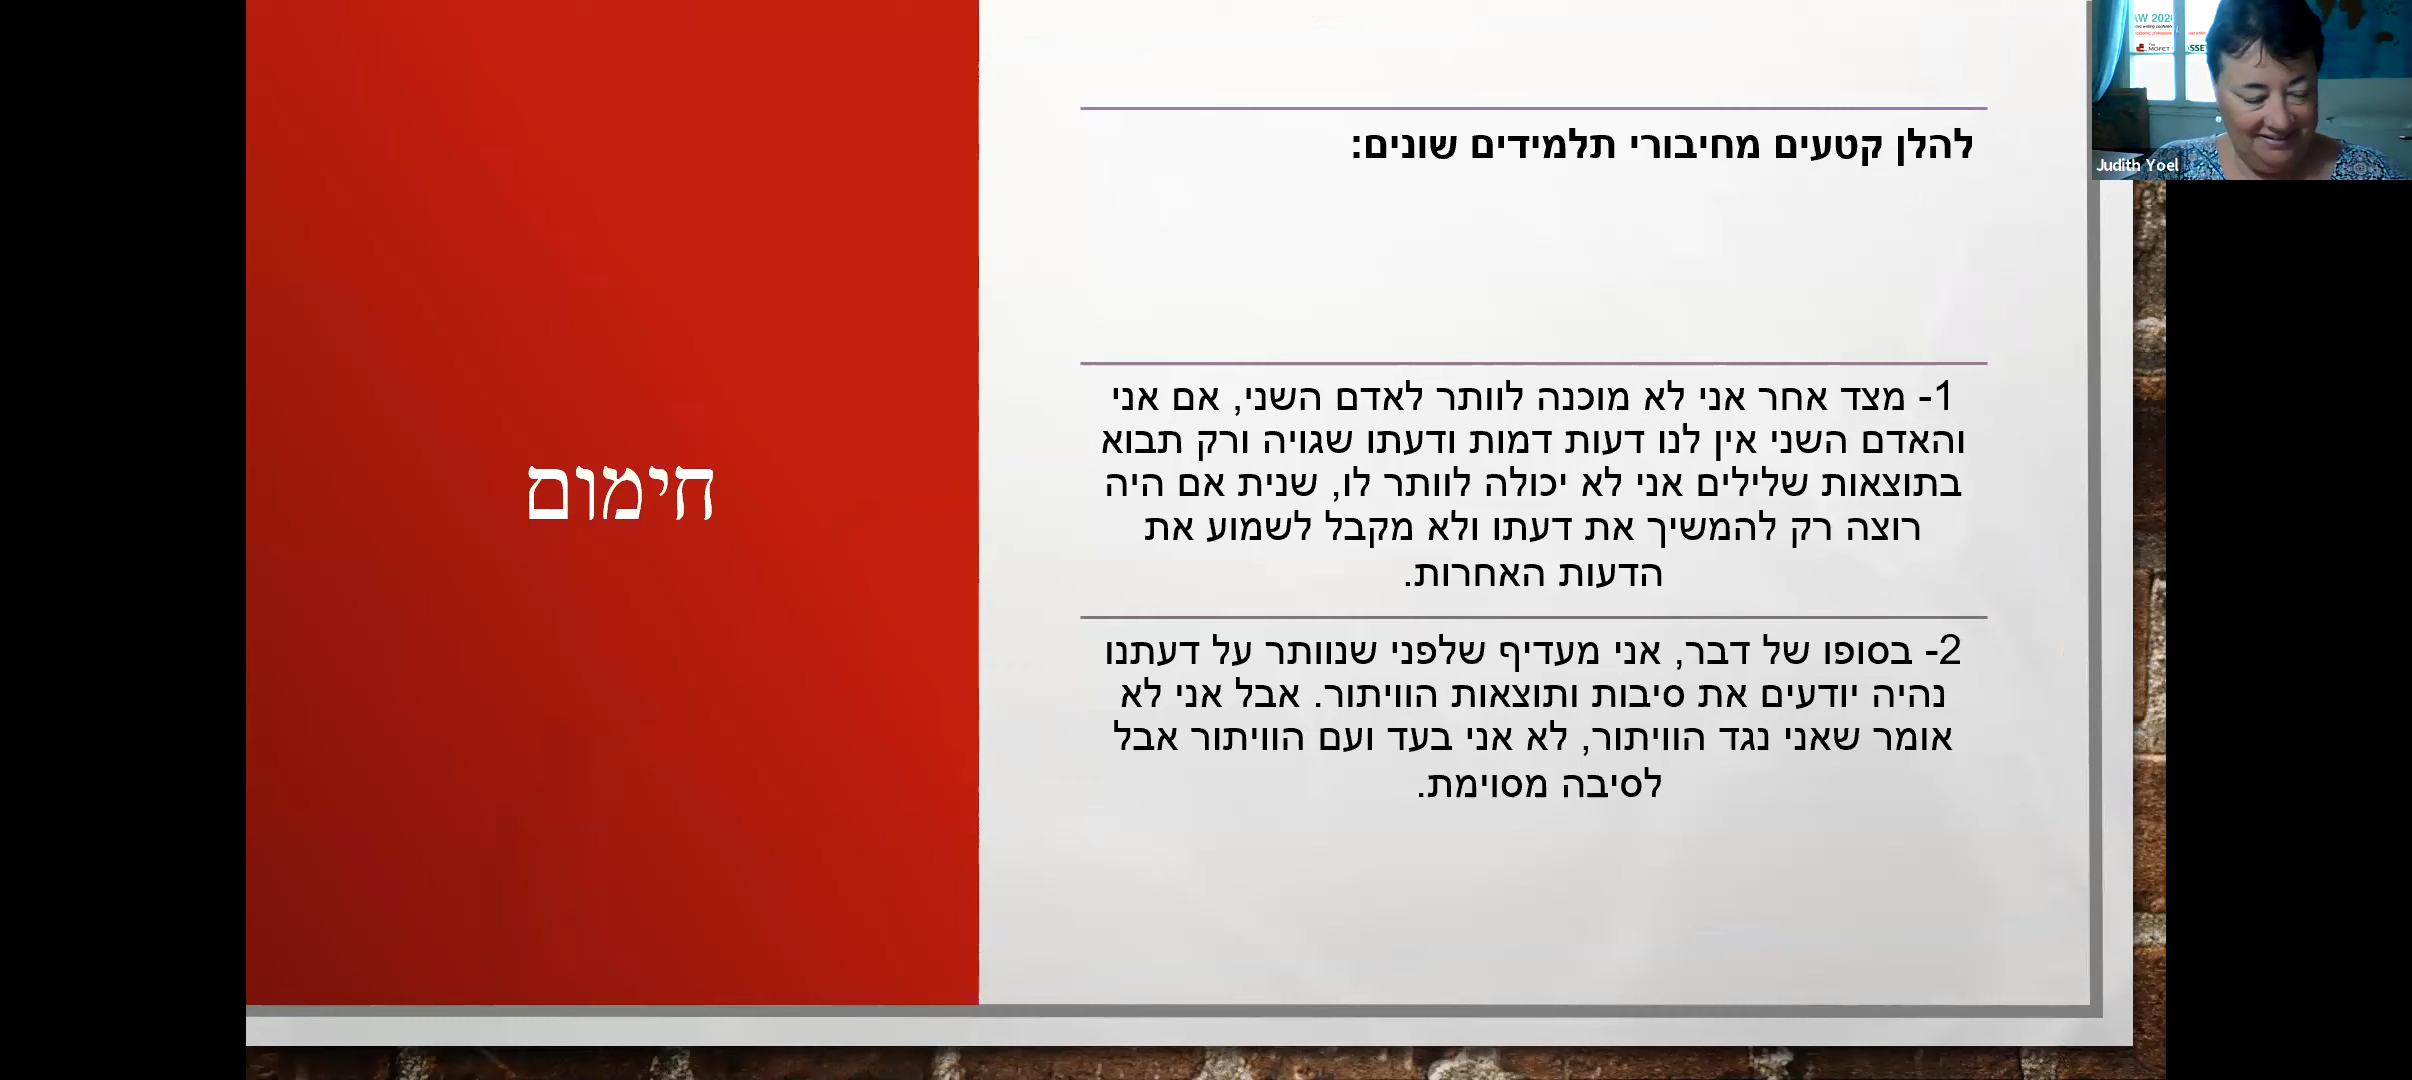 חימום
להלן קטעים מחיבורי תלמידים שונים:
1- מצד אחר אני לא מוכנה לוותר לאדם השני, אם אני
והאדם השני אין לנו דעות דמות ודעתו שגויה ורק תבוא
בתוצאות שלילים אני לא יכולה לוותר לו, שנית אם היה
רוצה רק להמשיך את דעתו ולא מקבל לשמוע את
הדעות האחרות.
2- בסופו של דבר, אני מעדיף שלפני שנוותר על דעתנו
נהיה יודעים את סיבות ותוצאות הוויתור. אבל אני לא
אומר שאני נגד הוויתור, לא אני בעד ועם הוויתור אבל
לסיבה מסוימת.
AW 2020
MOFET
ASSE
Judith Yoel